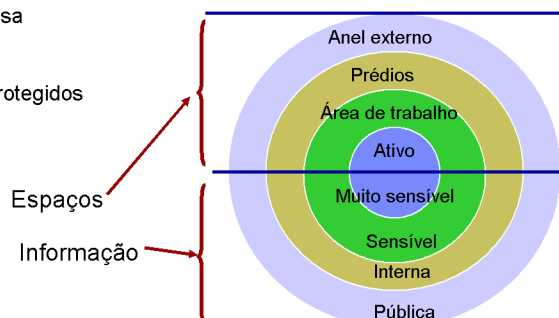 sa
rotegidos
Espaços
Informação
Anel externo
Prédios
Área de trabalho
Ativo
Muito sensível
Sensível
Interna
Pública